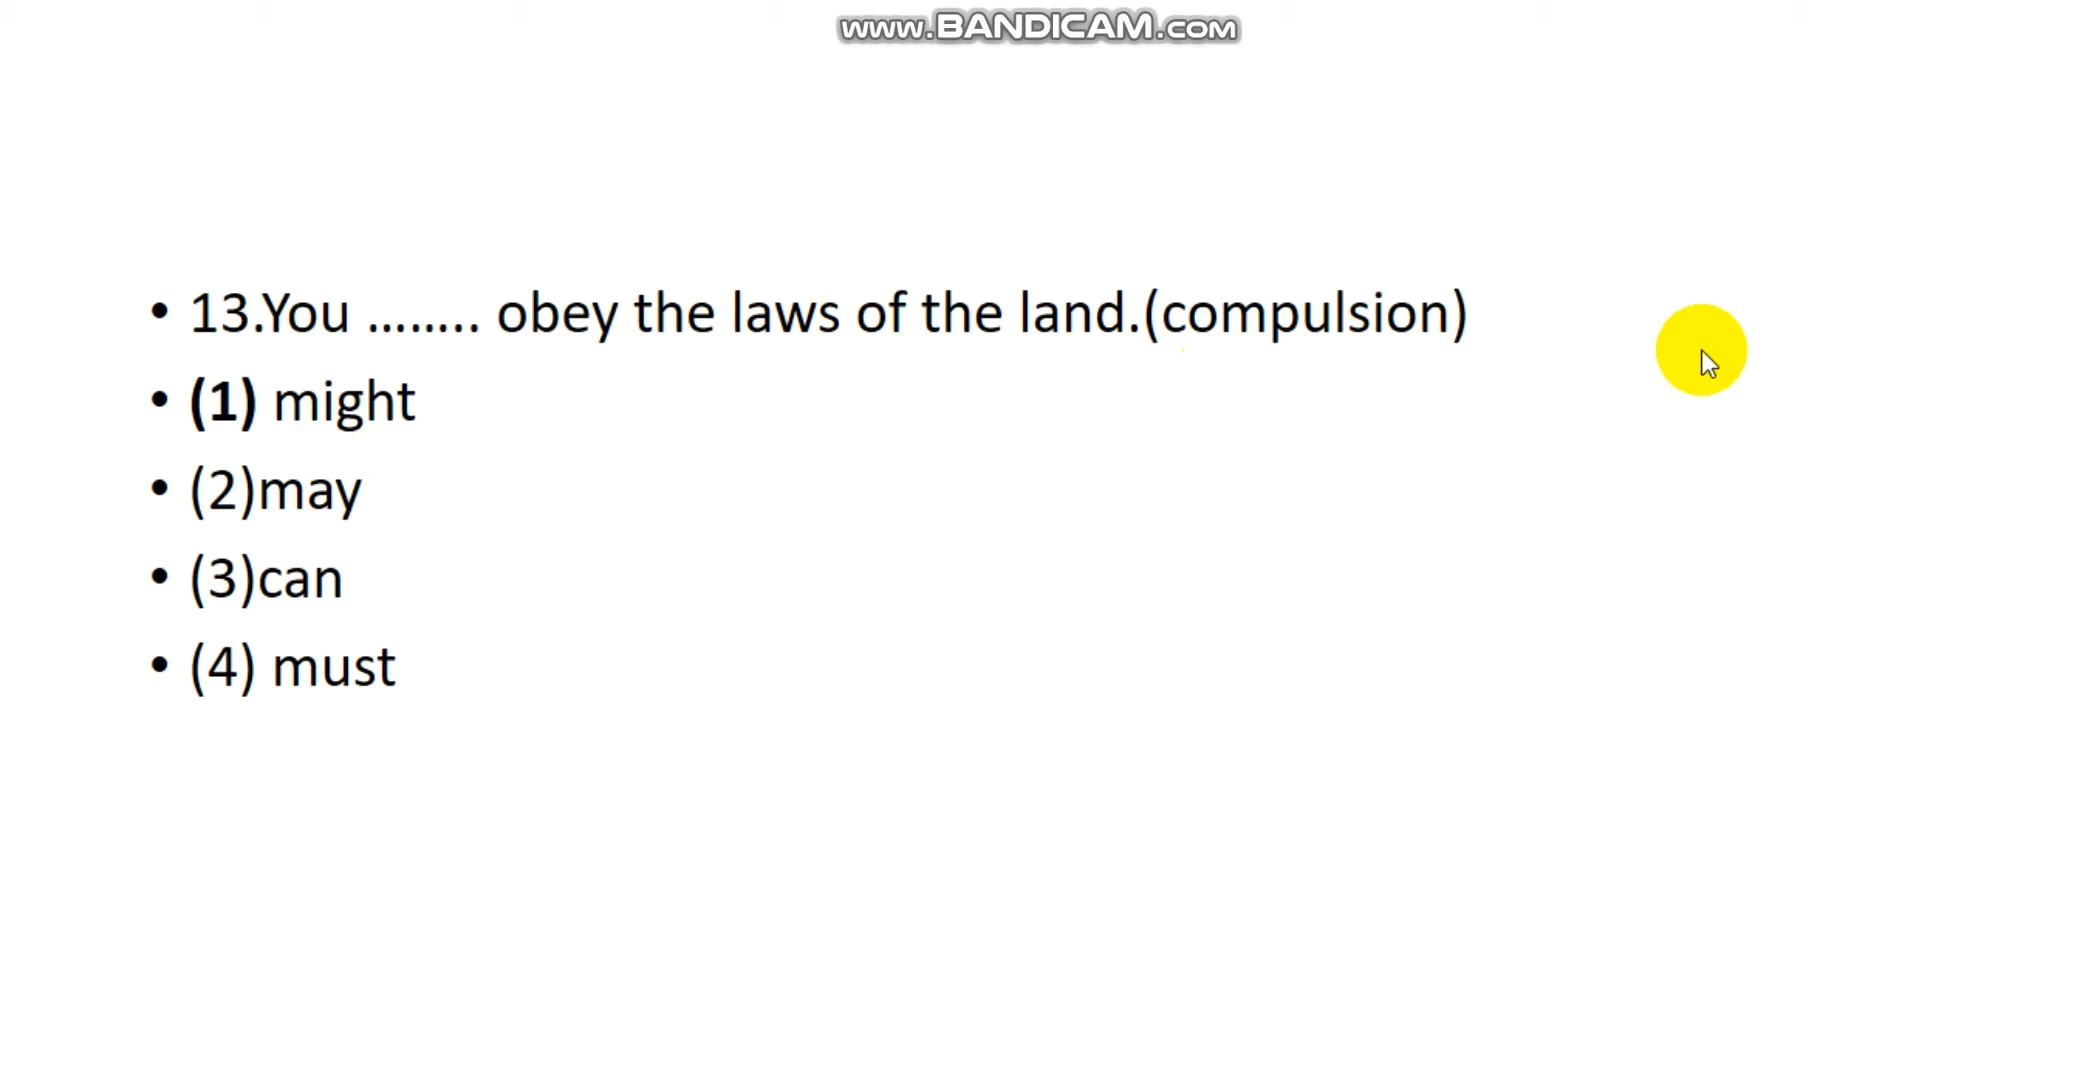 www.BANDICAM.com
• 13.You …….. obey the laws of the land.(compulsion)
• (1) might
• (2)may
• (3)can
• (4) must